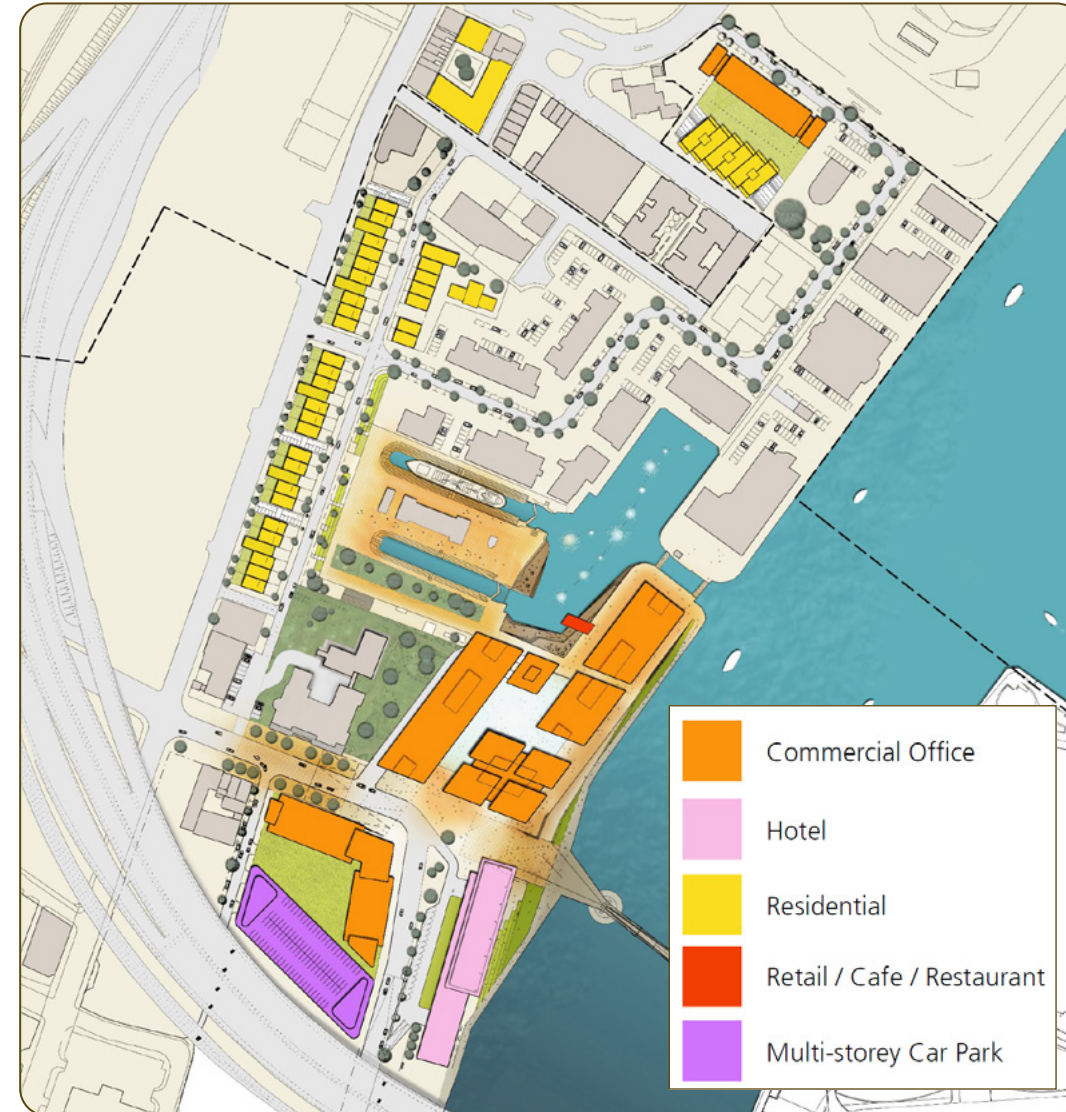 Commercial Office
Hotel
Residential
Retail / Cafe / Restaurant
Multi-storey Car Park